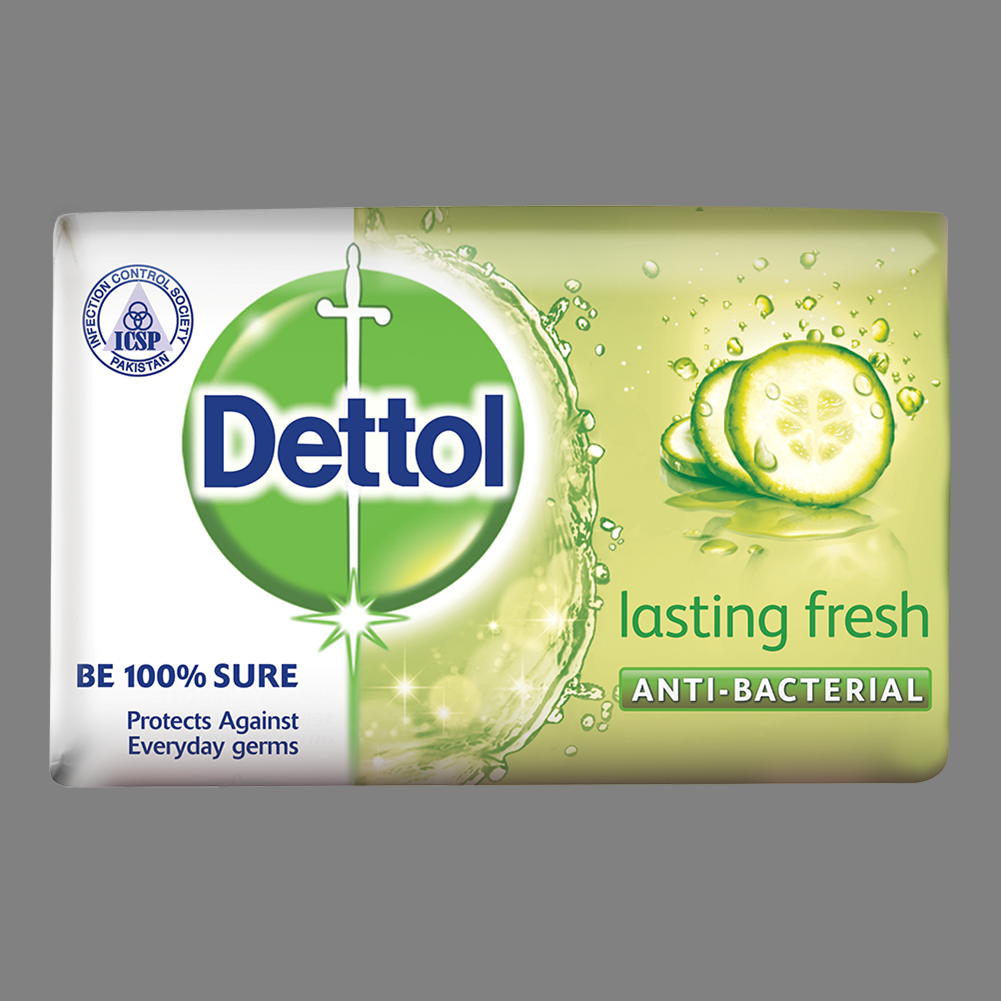 INFECTION CONTROL SOCIETY
ICSP
PAKISTAN
Dettol
lasting fresh
ANTI-BACTERIAL
BE 100% SURE
Protects Against
Everyday germs